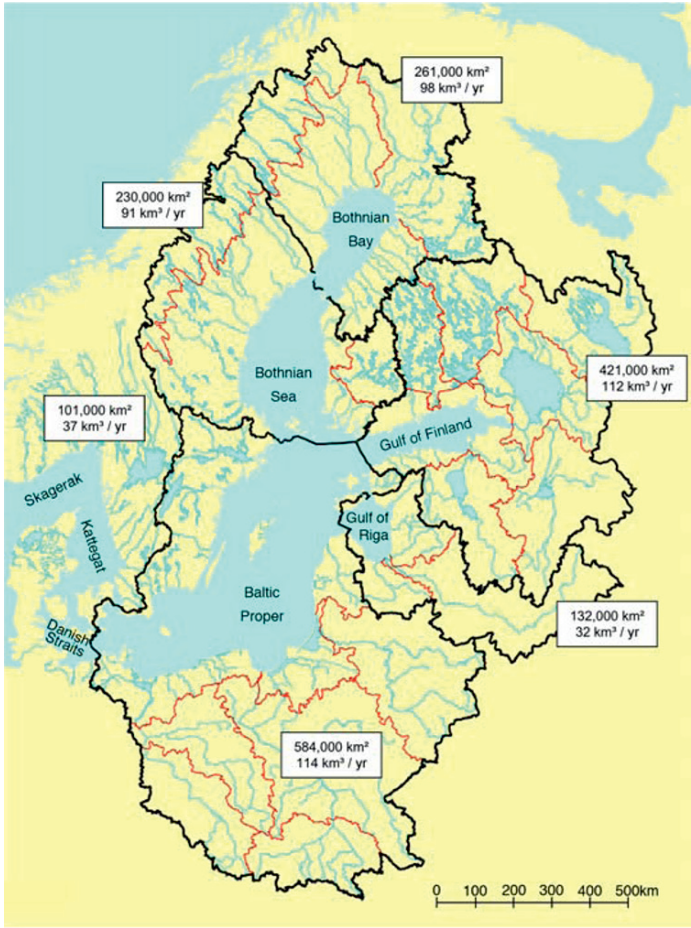 261,000 km²
98 km³ / yr
230,000 km²
91 km³ / yr
Bothnian
Bay
Bothnian
Sea
421,000 km²
112 km³ / yr
101,000 km²
37 km³ / yr
Gulf of Finland
Skagerak
Kattegat
Gulf of
Riga
Baltic
Proper
Danish
Straits
132,000 km²
32 km³ / yr
584,000 km²
114 km³ / yr
0 100 200 300 400 500km